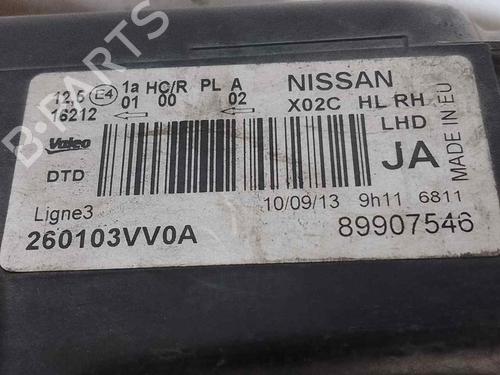 12,5 E4 1a HC/R PL A NISSAN
16212 ← 01 00 ← 02 X02C HL RH
Valeo LHD
DTD JA
MADE IN EU
Ligne3 10/09/13 9h11 6811
260103VV0A 89907546
B-PARTS